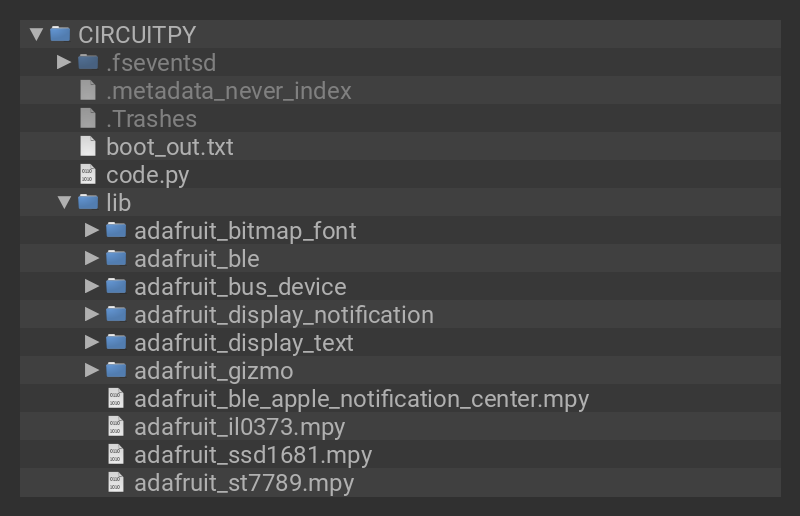 CIRCUITPY
.fseventsd
.metadata_never_index
.Trashes
boot_out.txt
code.py
lib
adafruit_bitmap_font
adafruit_ble
adafruit_bus_device
adafruit_display_notification
adafruit_display_text
adafruit_gizmo
adafruit_ble_apple_notification_center.mpy
adafruit_il0373.mpy
adafruit_ssd1681.mpy
adafruit_st7789.mpy